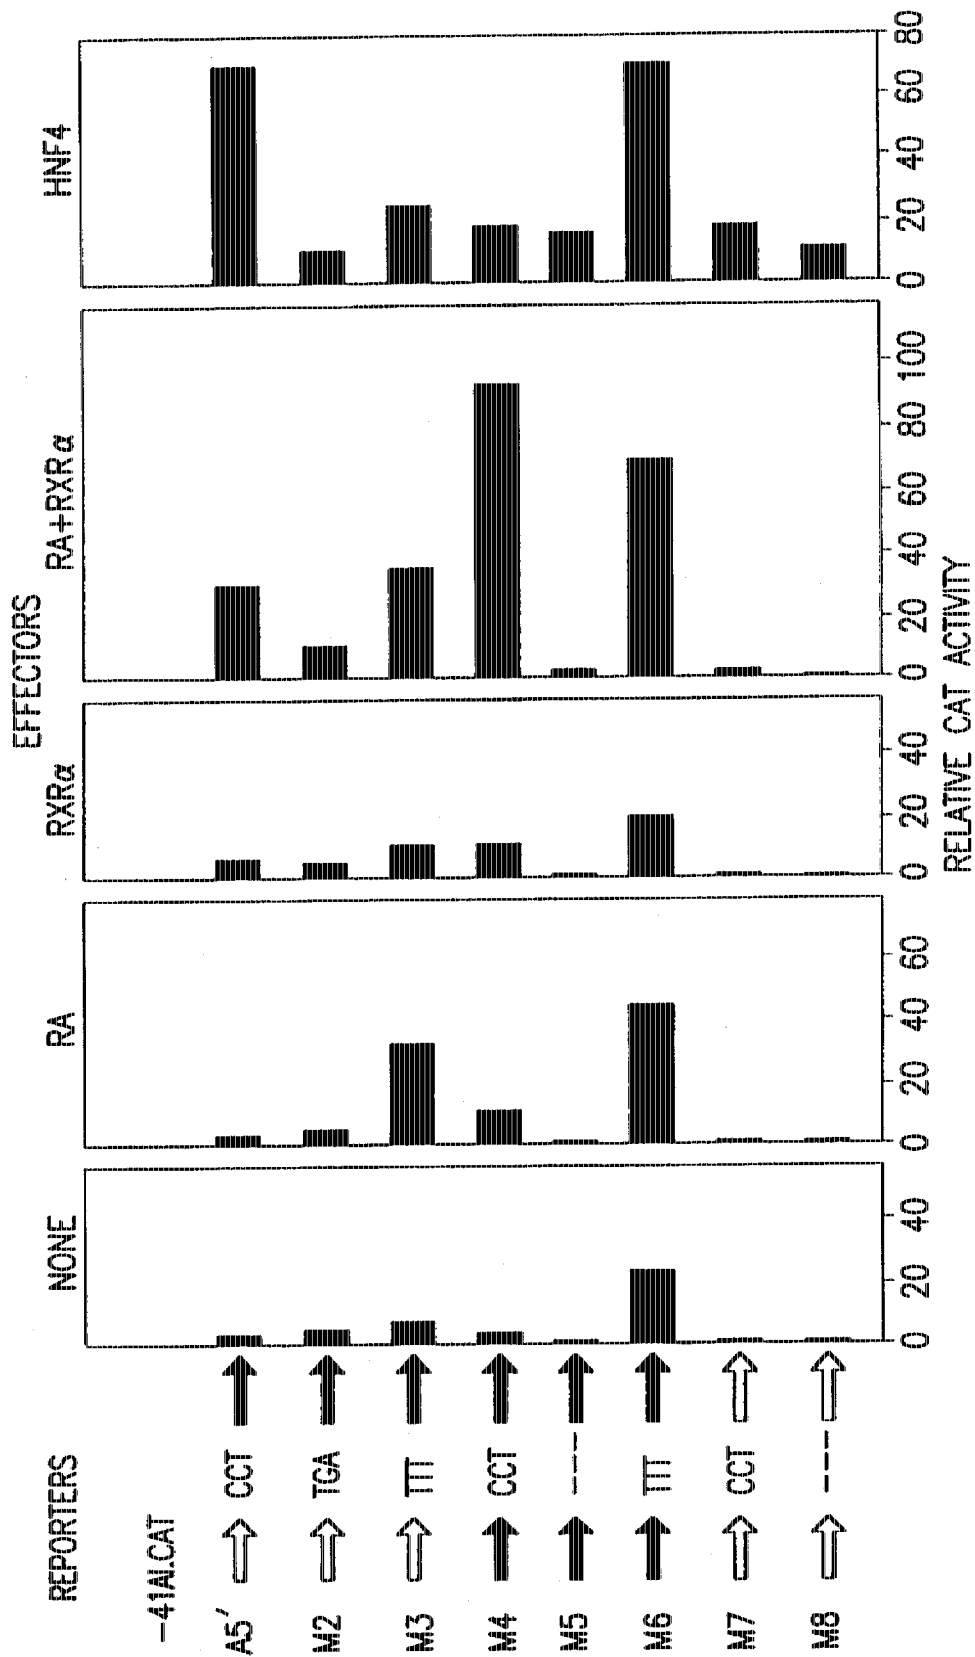 EFFECTORS
REPORTERS NONE RA RXRα RA+RXRα HNF4
-41AI.CAT
A5' CCT
M2 TGA
M3 TTT
M4 CCT
M5 ---
M6 TTT
M7 CCT
M8 ---
0 20 40 0 20 40 60 0 20 40 0 20 40 60 80 100 0 20 40 60 80
RELATIVE CAT ACTIVITY